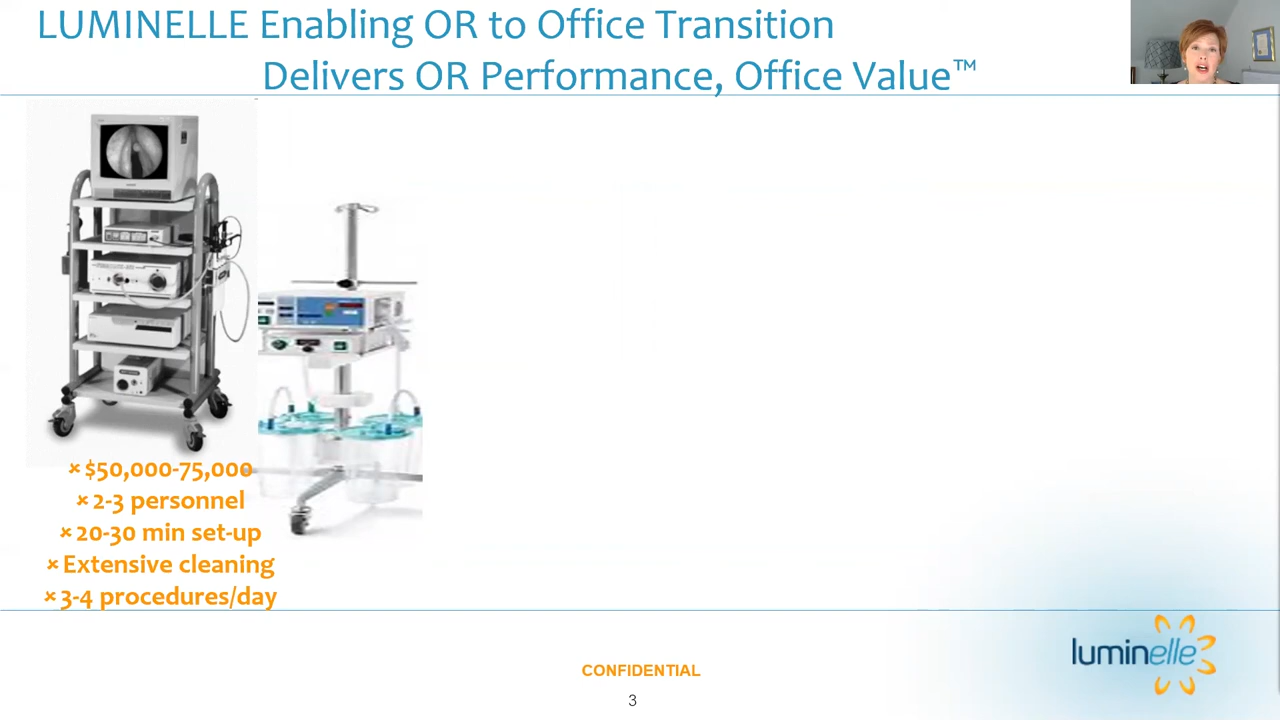 LUMINELLE Enabling OR to Office Transition
Delivers OR Performance, Office Value™
× $50,000-75,000
× 2-3 personnel
× 20-30 min set-up
× Extensive cleaning
× 3-4 procedures/day
luminelle
CONFIDENTIAL
3